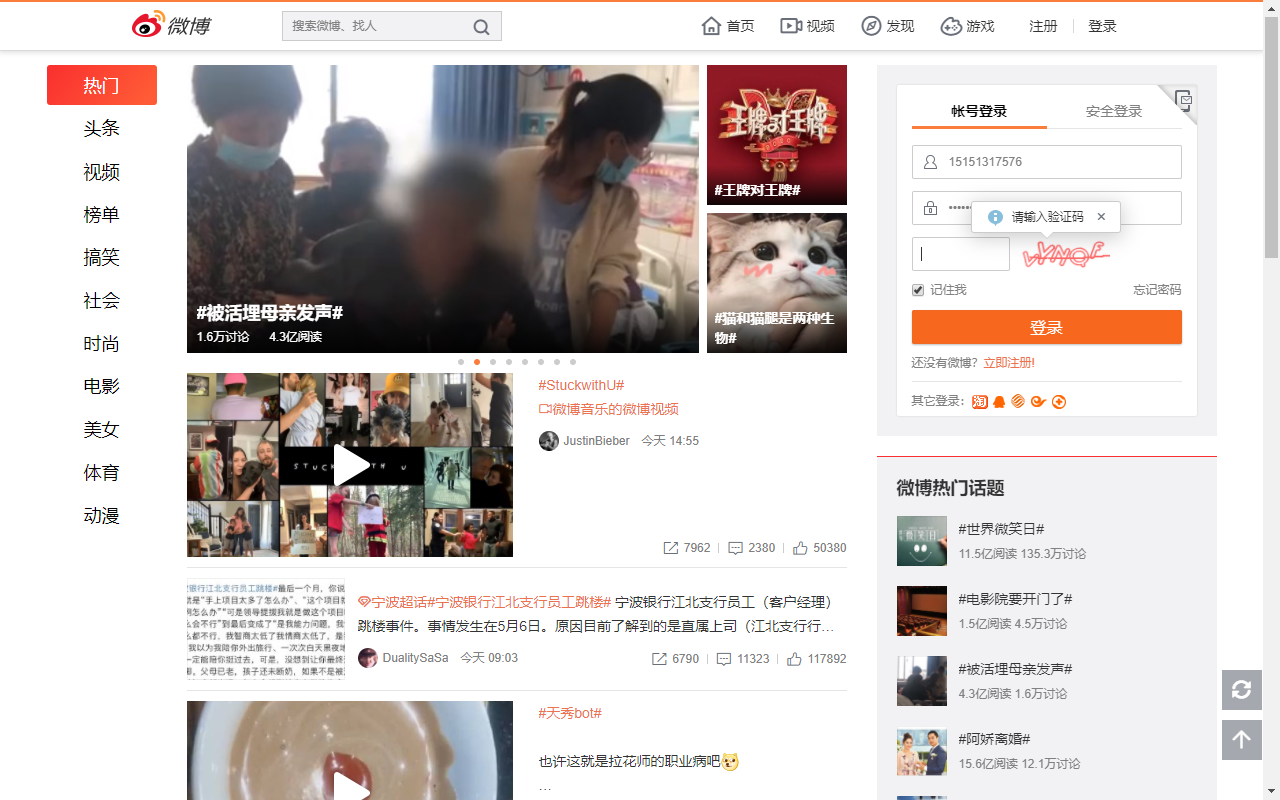 微博
搜索微博、找人
首页
视频
发现
游戏
注册
登录
热门
头条
视频
榜单
搞笑
社会
时尚
电影
美女
体育
动漫
#被活埋母亲发声#
1.6万讨论 4.3亿阅读
王牌对王牌
#王牌对王牌#
#猫和猫腿是两种生
物#
帐号登录
安全登录
15151317576
请输入验证码
记住我
忘记密码
登录
还没有微博？立即注册!
其它登录：
STUCK WITH U
#StuckwithU#
微博音乐的微博视频
JustinBieber 今天 14:55
7962
2380
50380
宁波超话#宁波银行江北支行员工跳楼# 宁波银行江北支行员工（客户经理）
跳楼事件。事情发生在5月6日。原因目前了解到的是直属上司（江北支行行…
DualitySaSa 今天 09:03
6790
11323
117892
#天秀bot#
也许这就是拉花师的职业病吧
...
微博热门话题
#世界微笑日#
11.5亿阅读 135.3万讨论
#电影院要开门了#
1.5亿阅读 4.5万讨论
#被活埋母亲发声#
4.3亿阅读 1.6万讨论
#阿娇离婚#
15.6亿阅读 12.1万讨论